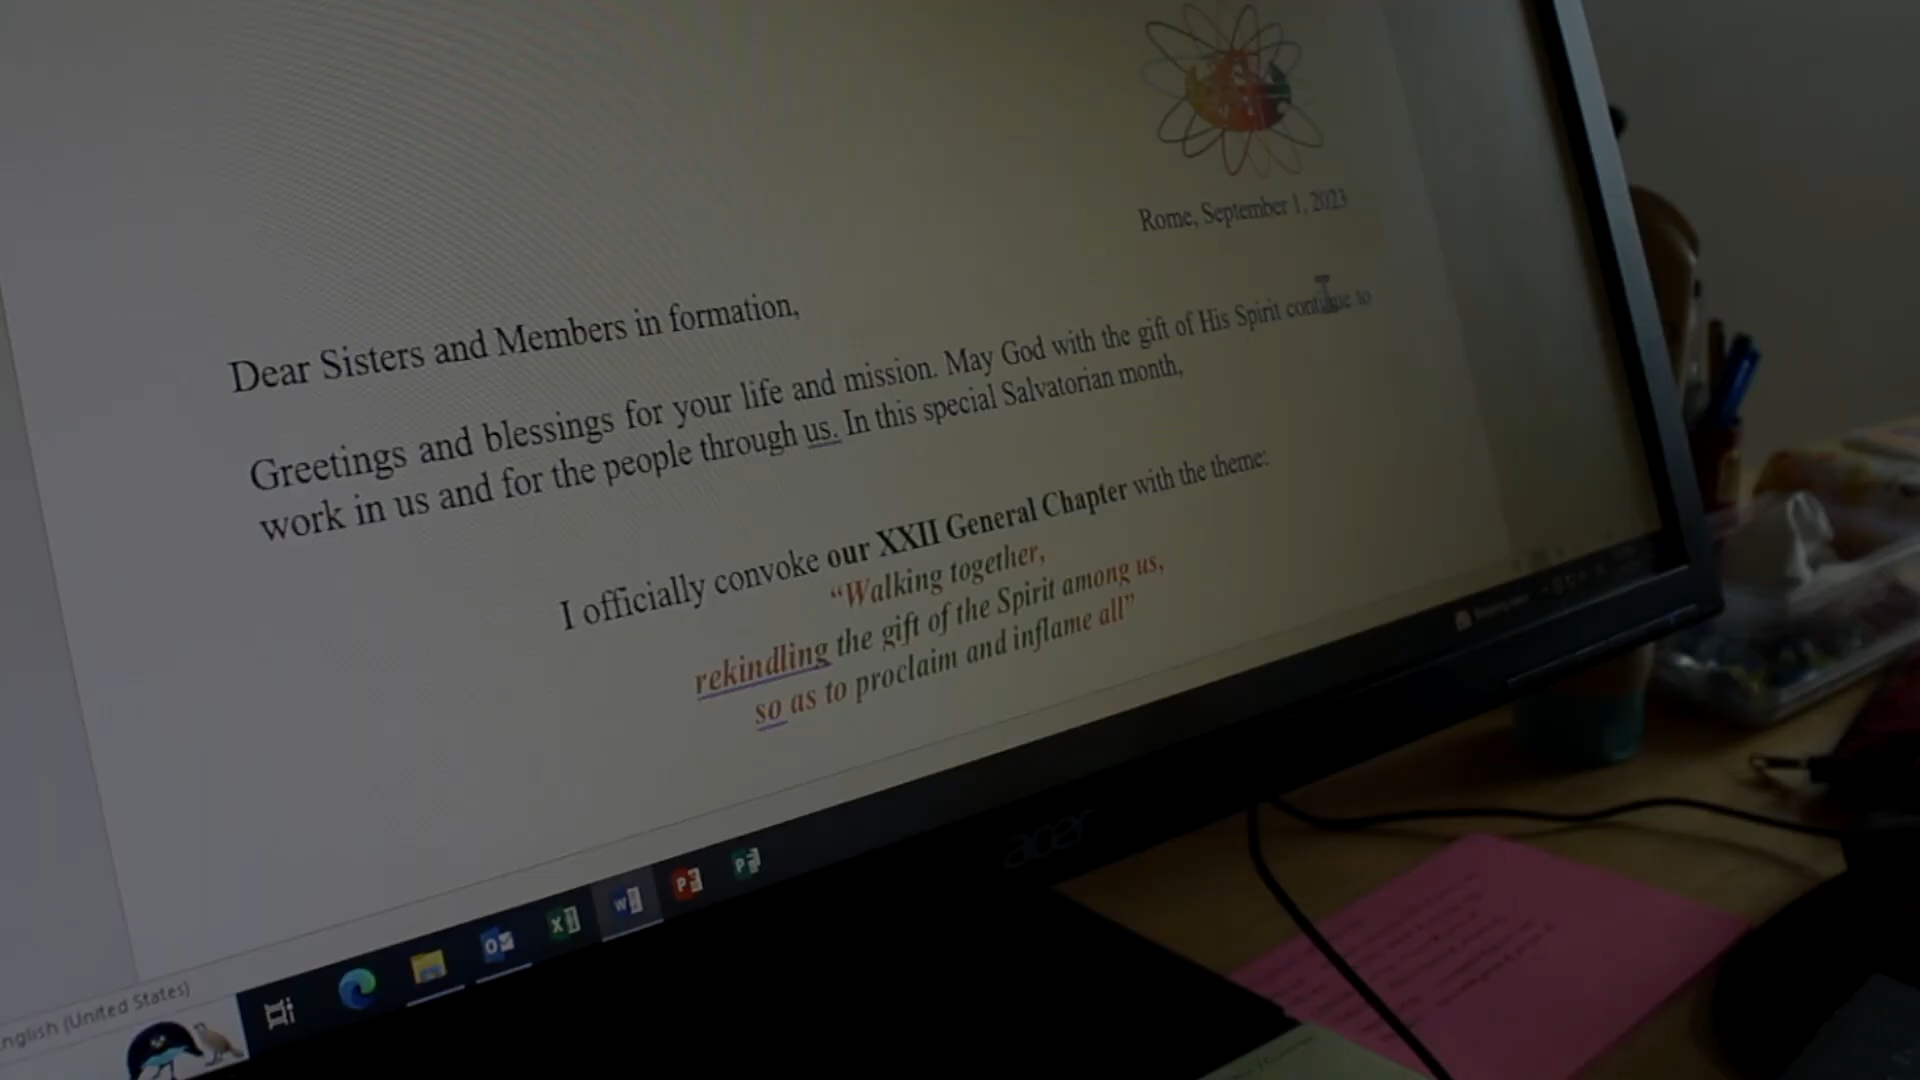 Rome, September 1, 2023
Dear Sisters and Members in formation,
Greetings and blessings for your life and mission. May God with the gift of His Spirit continue to
work in us and for the people through us. In this special Salvatorian month,
I officially convoke our XXII General Chapter with the theme:
“Walking together,
rekindling the gift of the Spirit among us,
so as to proclaim and inflame all”
acer
English (United States)